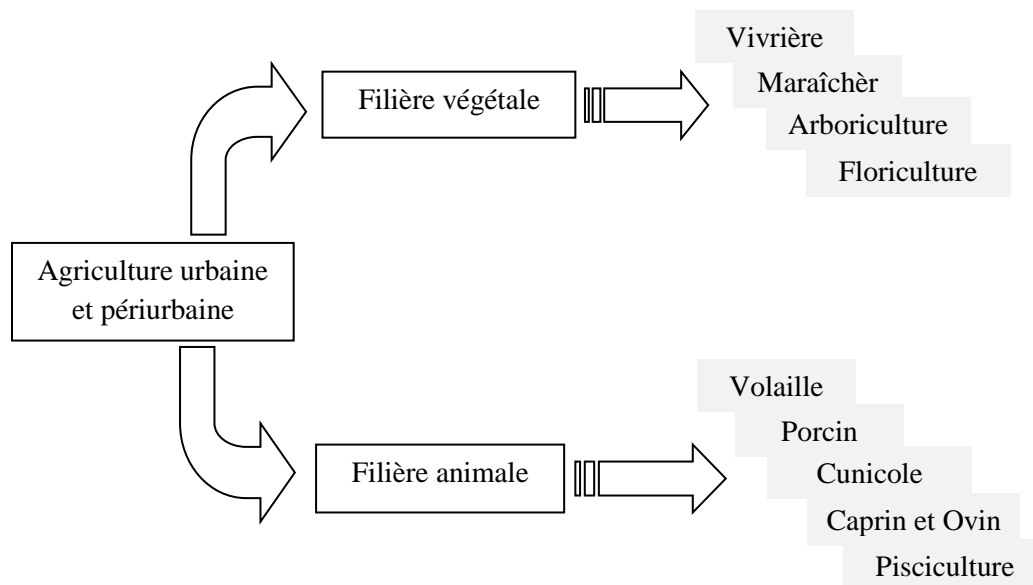 Vivrière
Maraîchèr
Arboriculture
Floriculture
Filière végétale
Agriculture urbaine
et périurbaine
Filière animale
Volaille
Porcin
Cunicole
Caprin et Ovin
Pisciculture